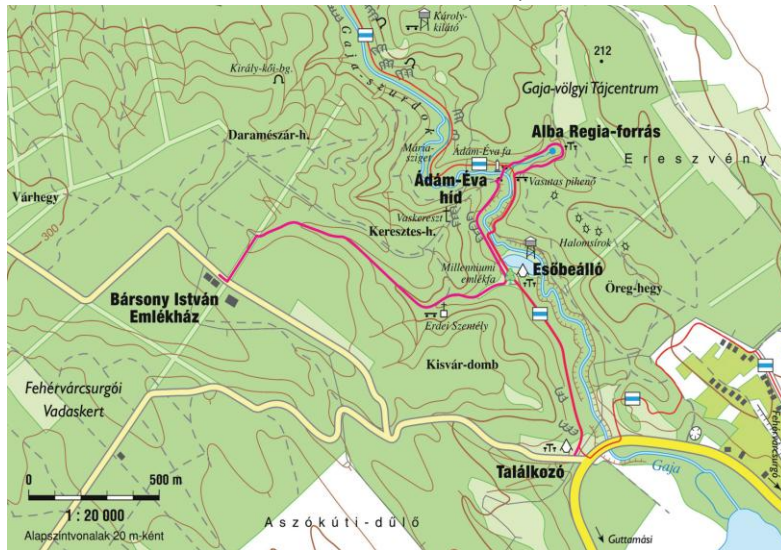 Károly-
kilátó
212
Gaja-szurdok
Király-kői-bg.
Gaja-völgyi Tájcentrum
Daramészár-h.
Alba Regia-forrás
Mária-
sziget
Ádám-Éva-fa
Ereszvény
Ádám-Éva
híd
Vasutas pihenő
Várhegy
Vaskereszt
Keresztes-h.
Halomsírok
300
Millenniumi
emlékfa
Esőbeálló
Öreg-hegy
Bársony István
Emlékház
Erdei Szentély
Kisvár-domb
Fehérvárcsurgói
Vadaskert
Fehérvárcsurgó
Találkozó
Gaja
0 500 m
1 : 20 000
Alapszintvonalak 20 m-ként
Aszókúti-dűlő
Guttamási